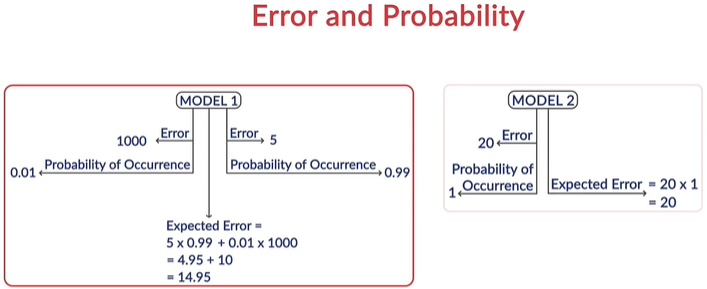 Error and Probability
MODEL 1
1000 Error
Error 5
0.01 Probability of Occurrence
Probability of Occurrence 0.99
Expected Error =
5 x 0.99 + 0.01 x 1000
= 4.95 + 10
= 14.95
MODEL 2
20 Error
Probability of
1 Occurrence
Expected Error = 20 x 1
= 20